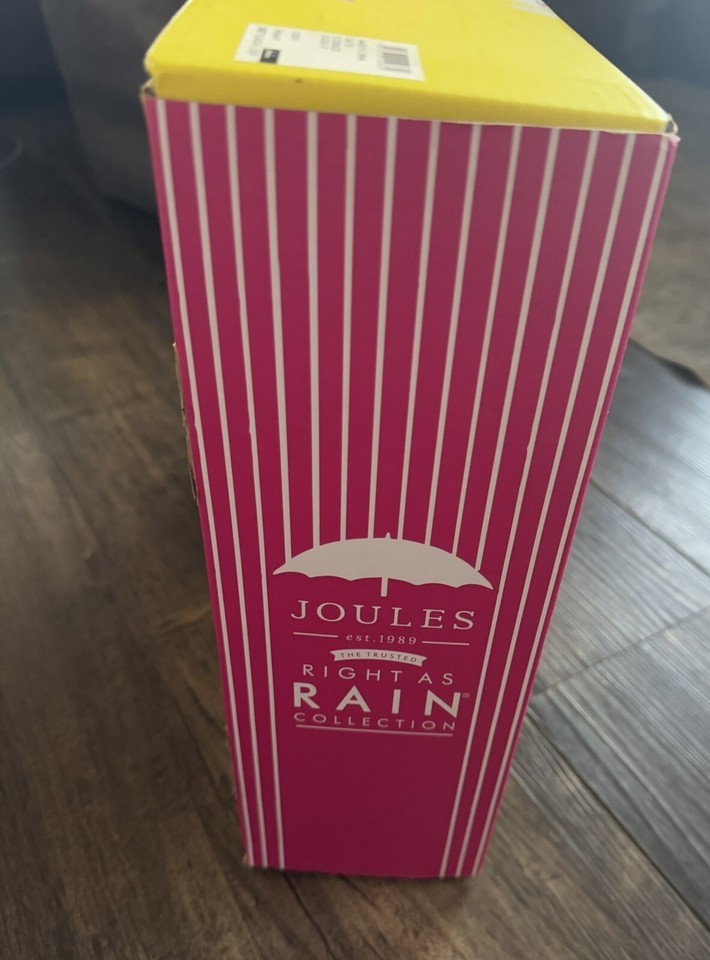 JOULES
est.1989
THE TRUSTED
RIGHT AS
RAIN®
COLLECTION